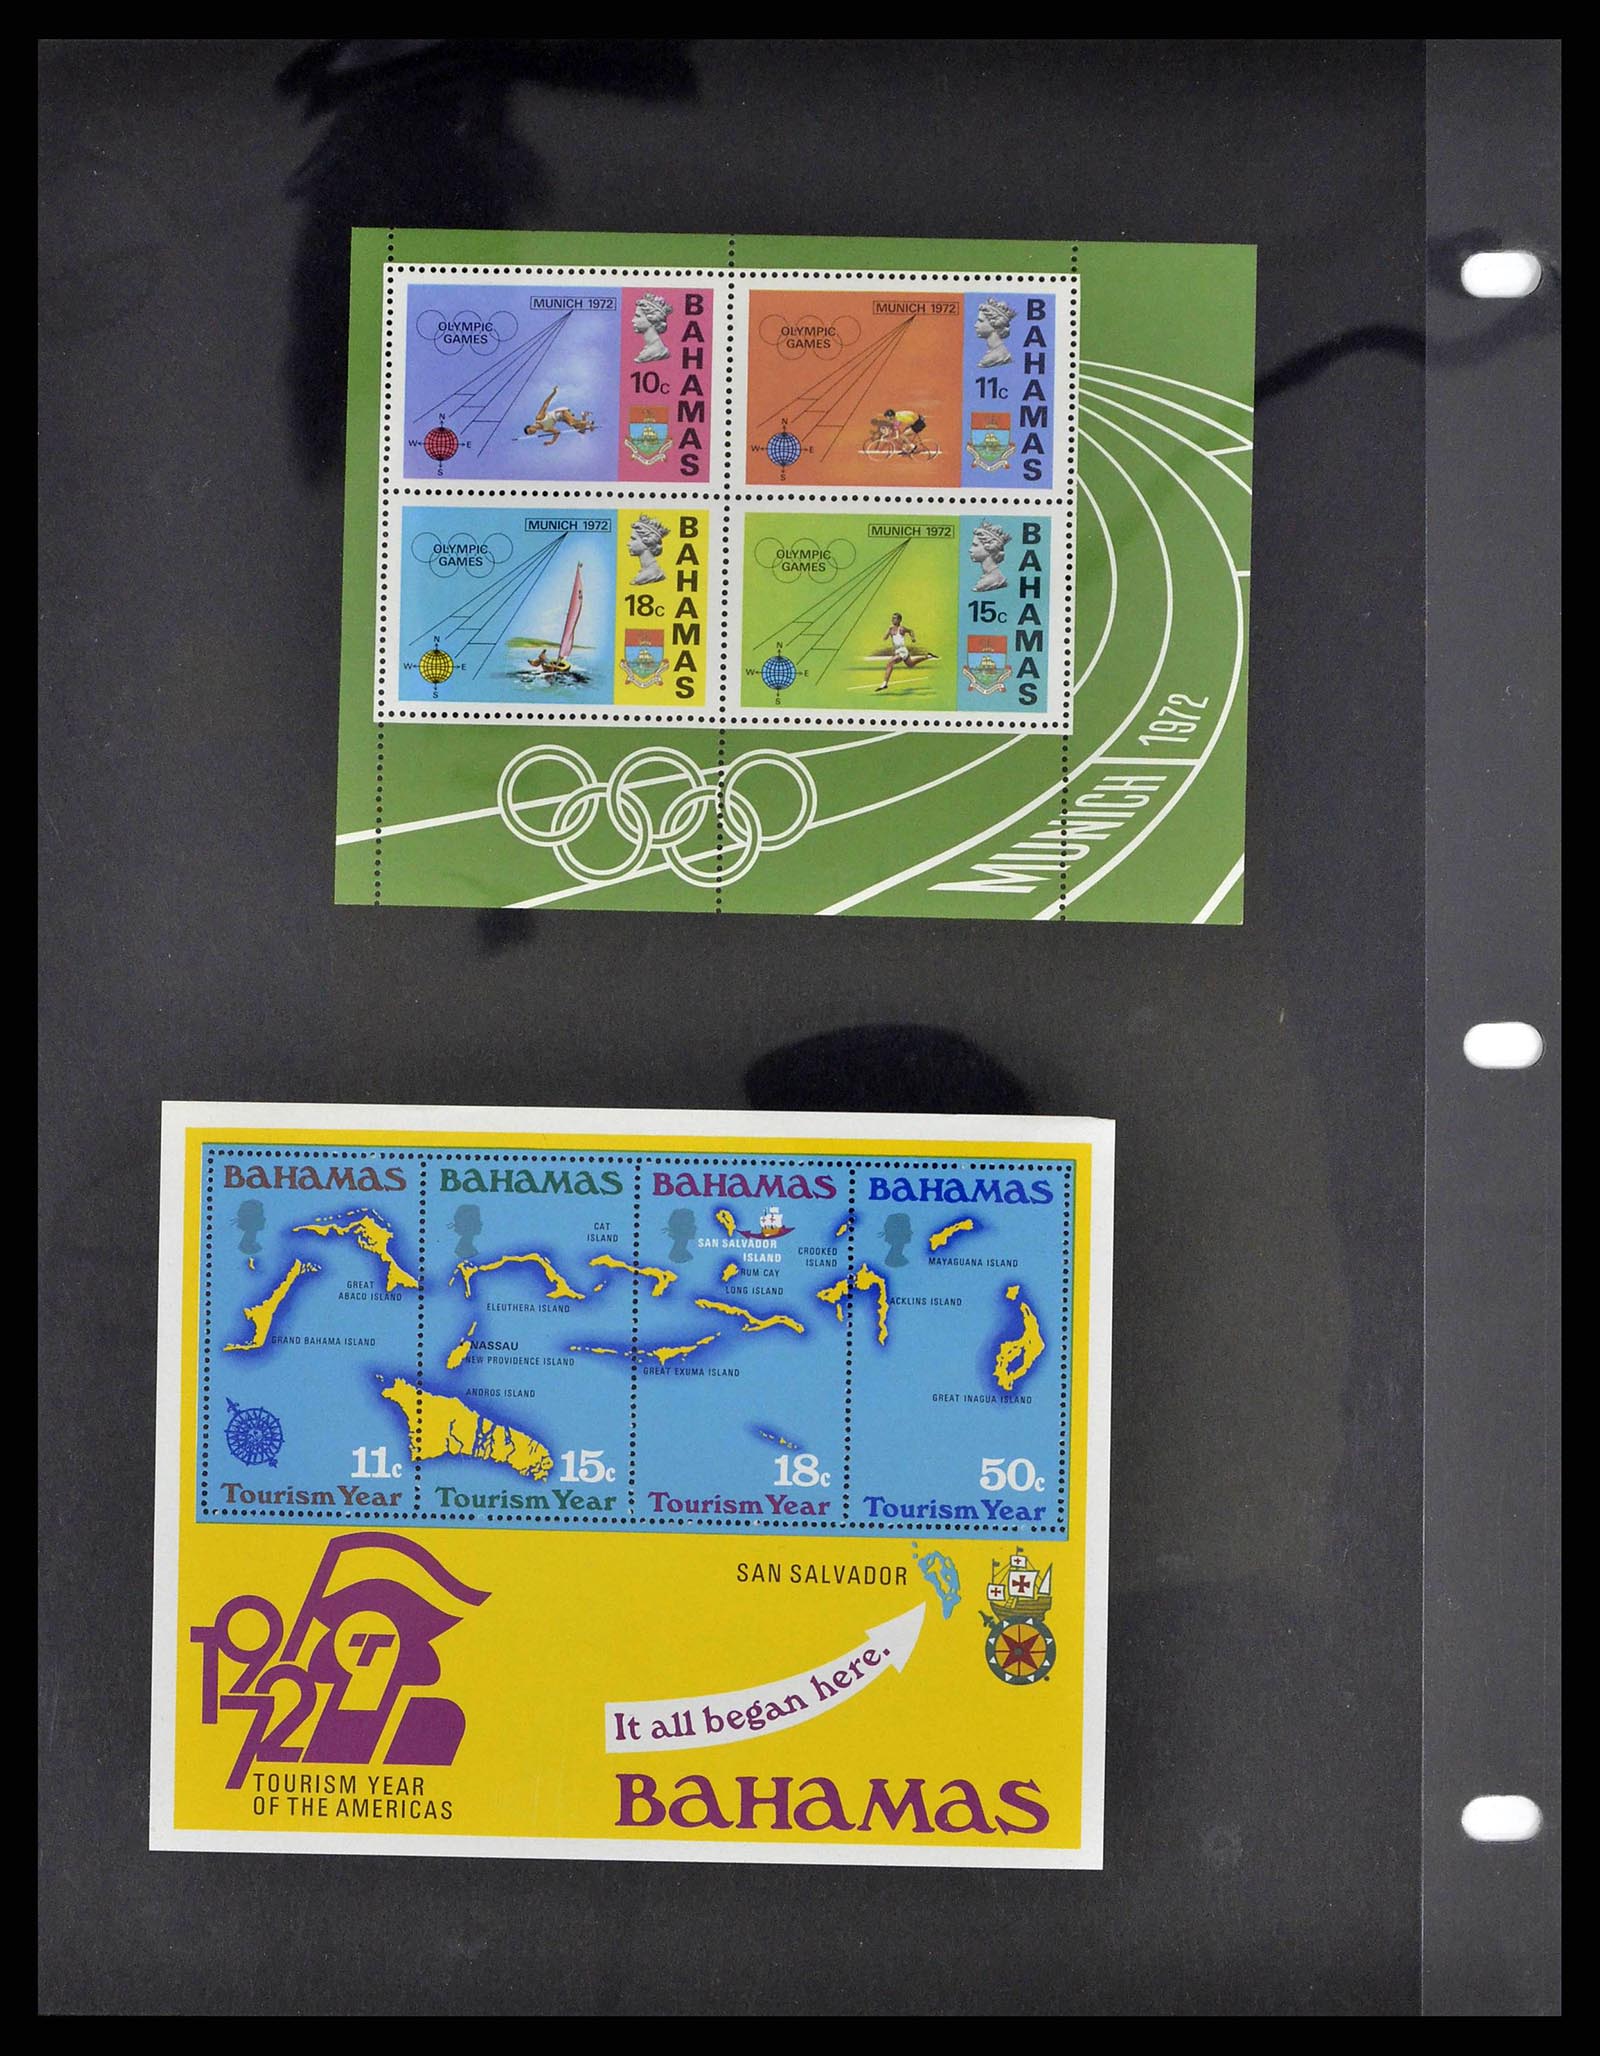 MUNICH 1972
OLYMPIC
GAMES
N
W E
S
10c
BAHAMAS
MUNICH 1972
OLYMPIC
GAMES
N
W E
S
11c
BAHAMAS
MUNICH 1972
OLYMPIC
GAMES
N
W E
S
18c
BAHAMAS
MUNICH 1972
OLYMPIC
GAMES
N
W E
S
15c
BAHAMAS
MUNICH 1972
BAHAMAS
GREAT
ABACO ISLAND
GRAND BAHAMA ISLAND
11c
Tourism Year
BAHAMAS
CAT
ISLAND
ELEUTHERA ISLAND
NASSAU
NEW PROVIDENCE ISLAND
ANDROS ISLAND
15c
Tourism Year
BAHAMAS
SAN SALVADOR
ISLAND
CROOKED
ISLAND
RUM CAY
LONG ISLAND
GREAT EXUMA ISLAND
18c
Tourism Year
BAHAMAS
MAYAGUANA ISLAND
ACKLINS ISLAND
GREAT INAGUA ISLAND
50c
Tourism Year
SAN SALVADOR
1972
It all began here.
TOURISM YEAR
OF THE AMERICAS
BAHAMAS